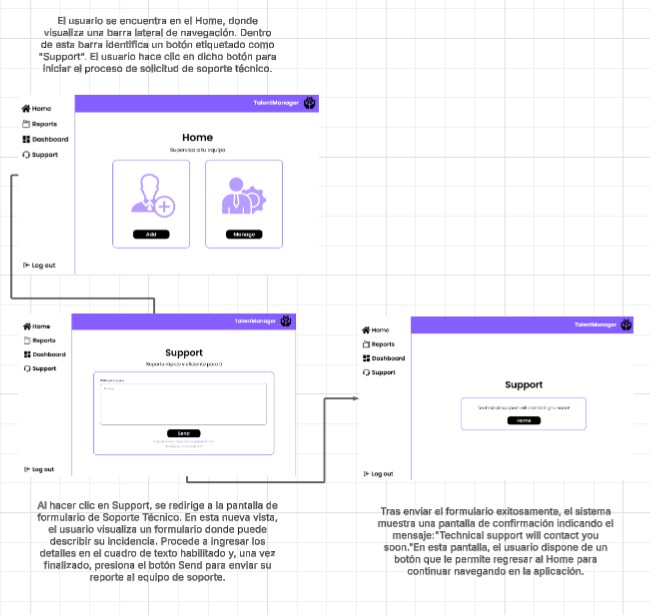 El usuario se encuentra en el Home, donde
visualiza una barra lateral de navegación. Dentro
de esta barra identifica un botón etiquetado como
"Support". El usuario hace clic en dicho botón para
iniciar el proceso de solicitud de soporte técnico.
TalentManager
Home
Reports
Dashboard
Support
Home
Supervisa a tu equipo
Add
Manage
Log out
TalentManager
Home
Reports
Dashboard
Support
Support
Reporte rápido y eficiente para ti
Send
Log out
TalentManager
Home
Reports
Dashboard
Support
Support
Technical support will contact you soon
Home
Log out
Al hacer clic en Support, se redirige a la pantalla de
formulario de Soporte Técnico. En esta nueva vista,
el usuario visualiza un formulario donde puede
describir su incidencia. Procede a ingresar los
detalles en el cuadro de texto habilitado y, una vez
finalizado, presiona el botón Send para enviar su
reporte al equipo de soporte.
Tras enviar el formulario exitosamente, el sistema
muestra una pantalla de confirmación indicando el
mensaje:"Technical support will contact you
soon."En esta pantalla, el usuario dispone de un
botón que le permite regresar al Home para
continuar navegando en la aplicación.